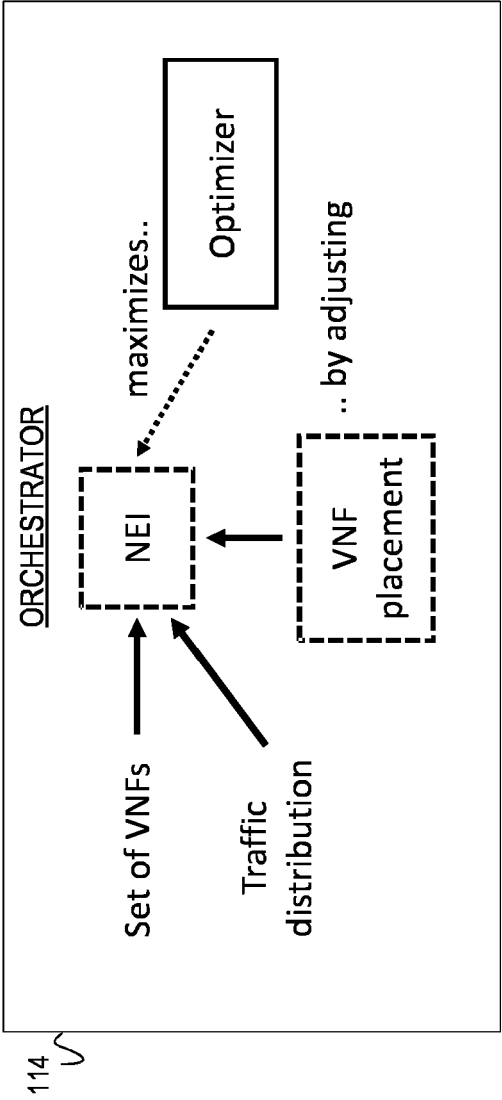 114
ORCHESTRATOR
Set of VNFs
NEI
maximizes..
Optimizer
Traffic
distribution
VNF
placement
.. by adjusting